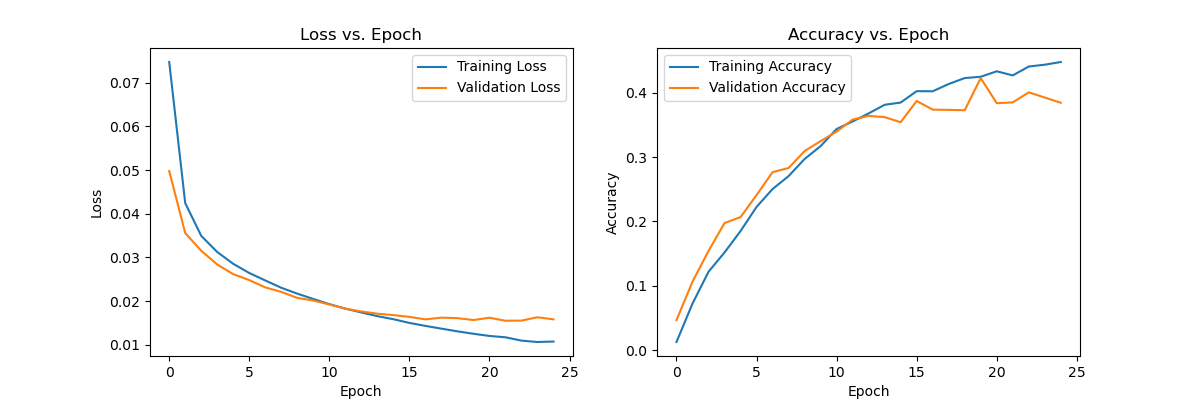 Loss vs. Epoch
Training Loss
Validation Loss
0.07
0.06
0.05
0.04
0.03
0.02
0.01
Loss
0 5 10 15 20 25
Epoch
Accuracy vs. Epoch
Training Accuracy
Validation Accuracy
0.4
0.3
0.2
0.1
0.0
Accuracy
0 5 10 15 20 25
Epoch